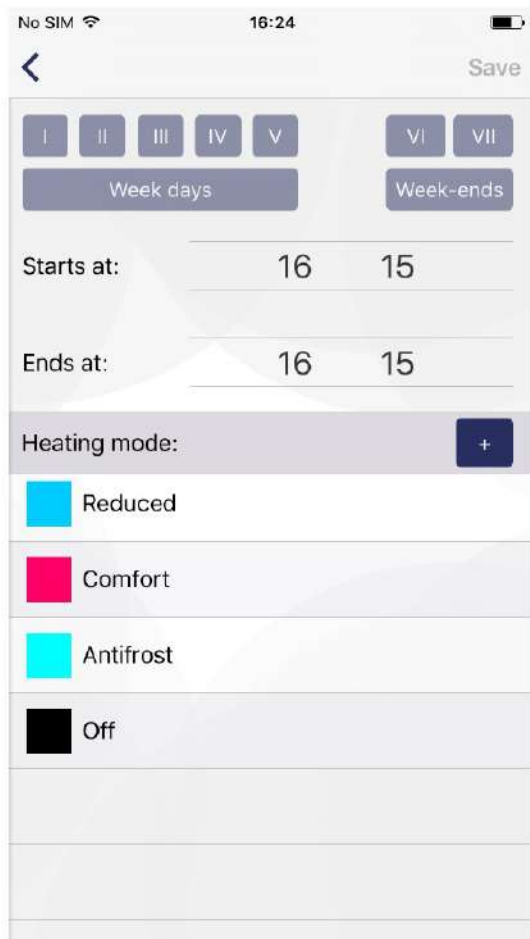 No SIM 16:24
Save
I II III IV V VI VII
Week days Week-ends
Starts at: 16 15
Ends at: 16 15
Heating mode: +
Reduced
Comfort
Antifrost
Off